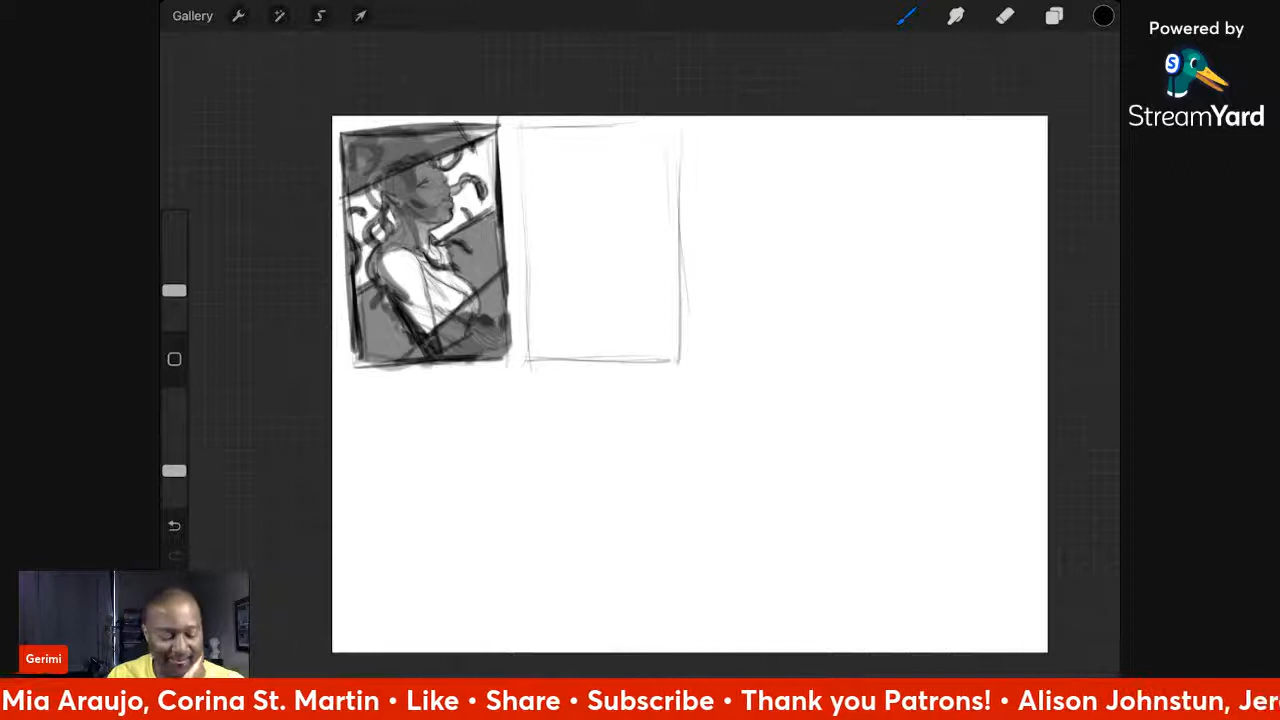 Gallery
Powered by
S
StreamYard
Gerimi
Mia Araujo, Corina St. Martin • Like • Share • Subscribe • Thank you Patrons! • Alison Johnstun, Jer